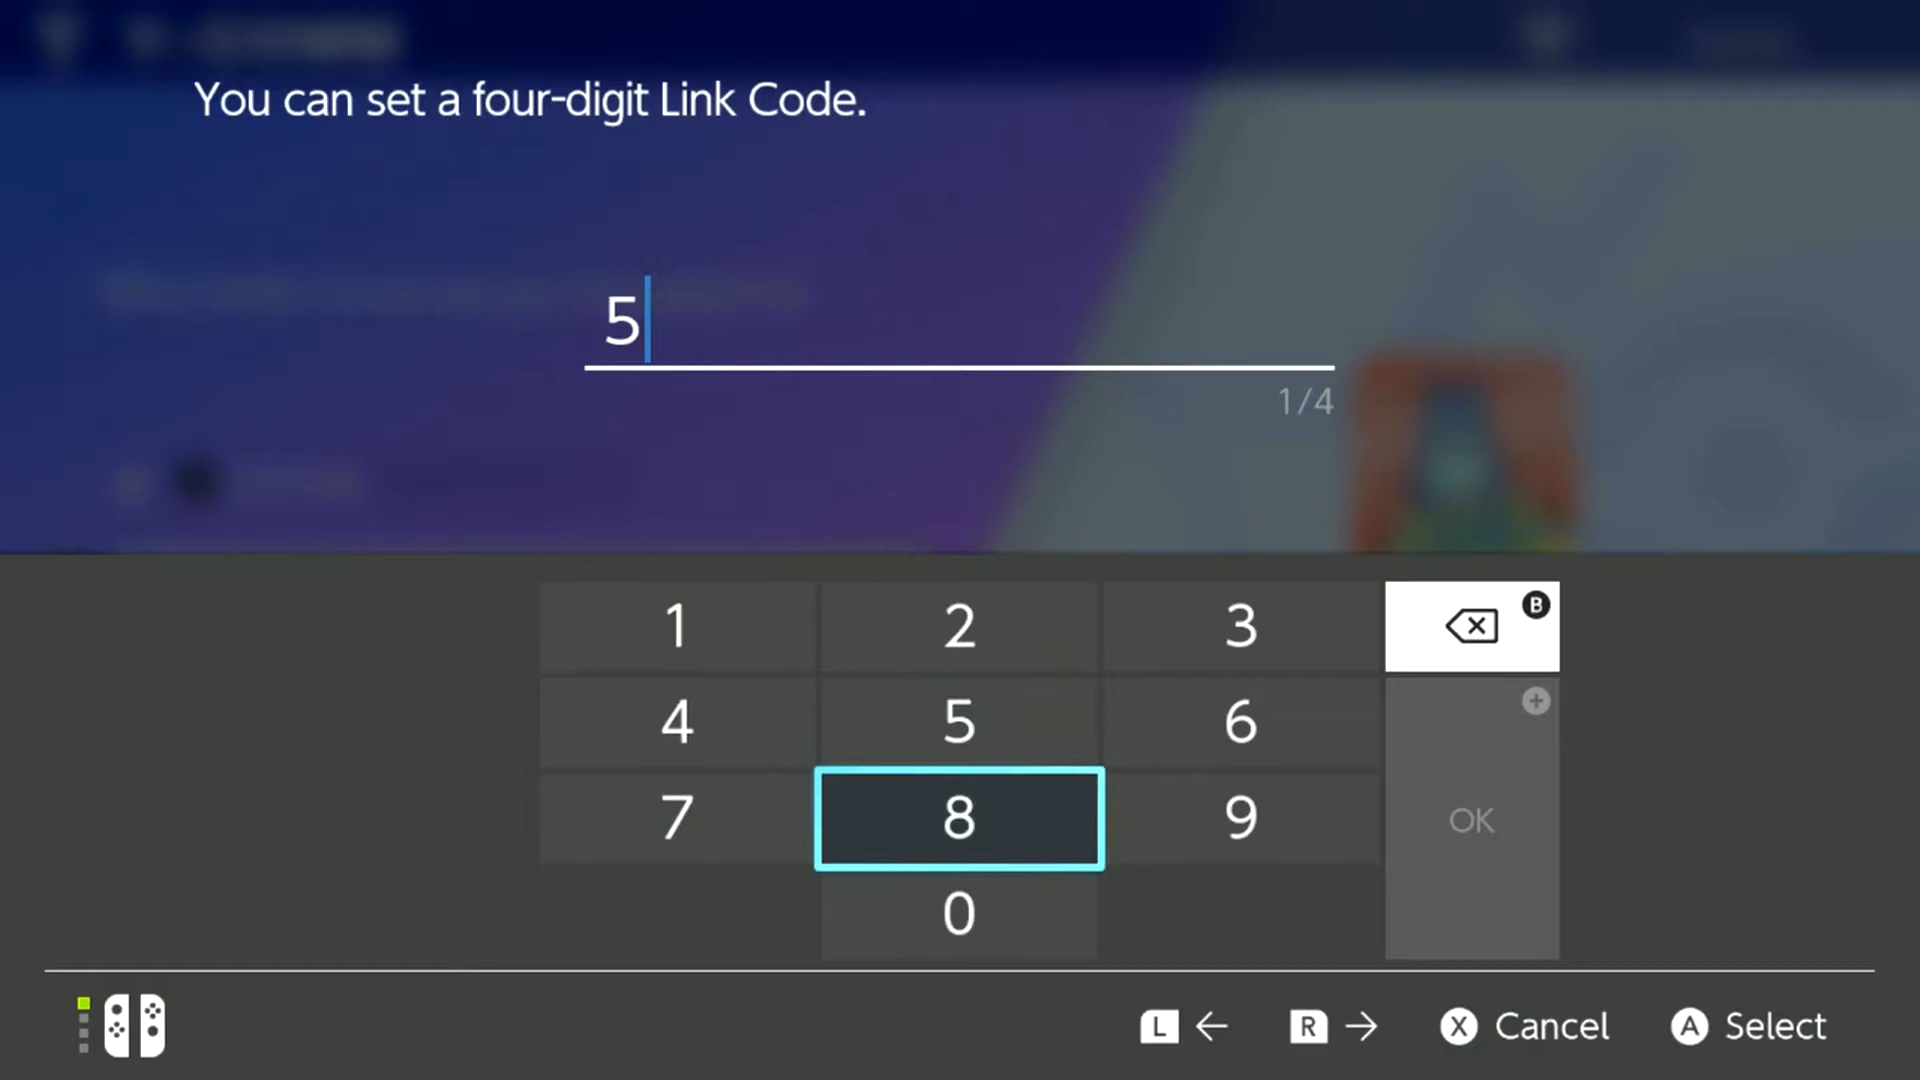 You can set a four-digit Link Code.
5
1/4
1 2 3 B
4 5 6 +
7 8 9 OK
0
L ← R → X Cancel A Select